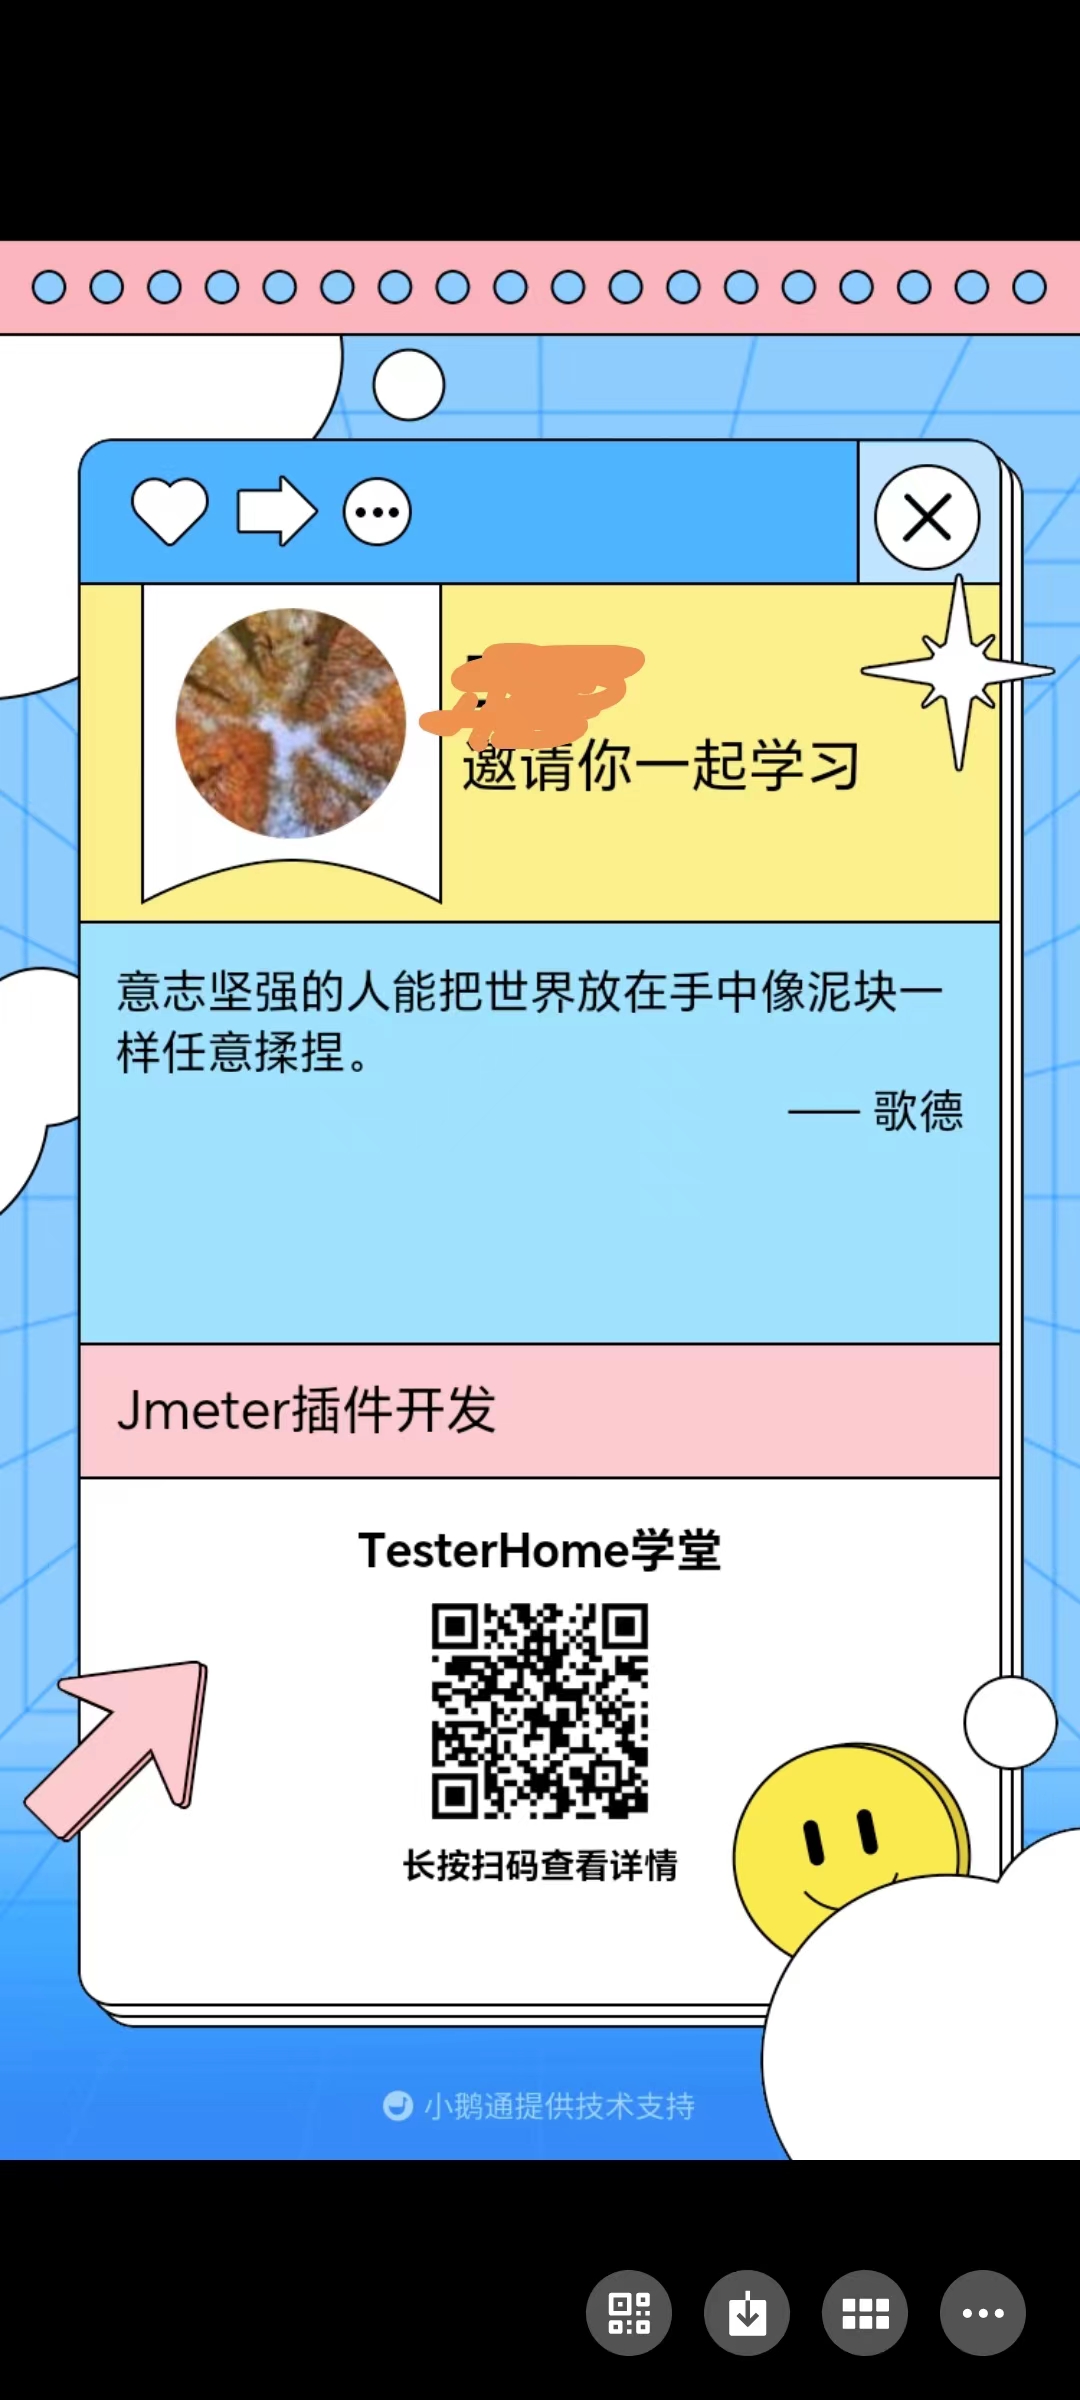 邀请你一起学习
意志坚强的人能把世界放在手中像泥块一
样任意揉捏。
—— 歌德
Jmeter插件开发
TesterHome学堂
长按扫码查看详情
小鹅通提供技术支持